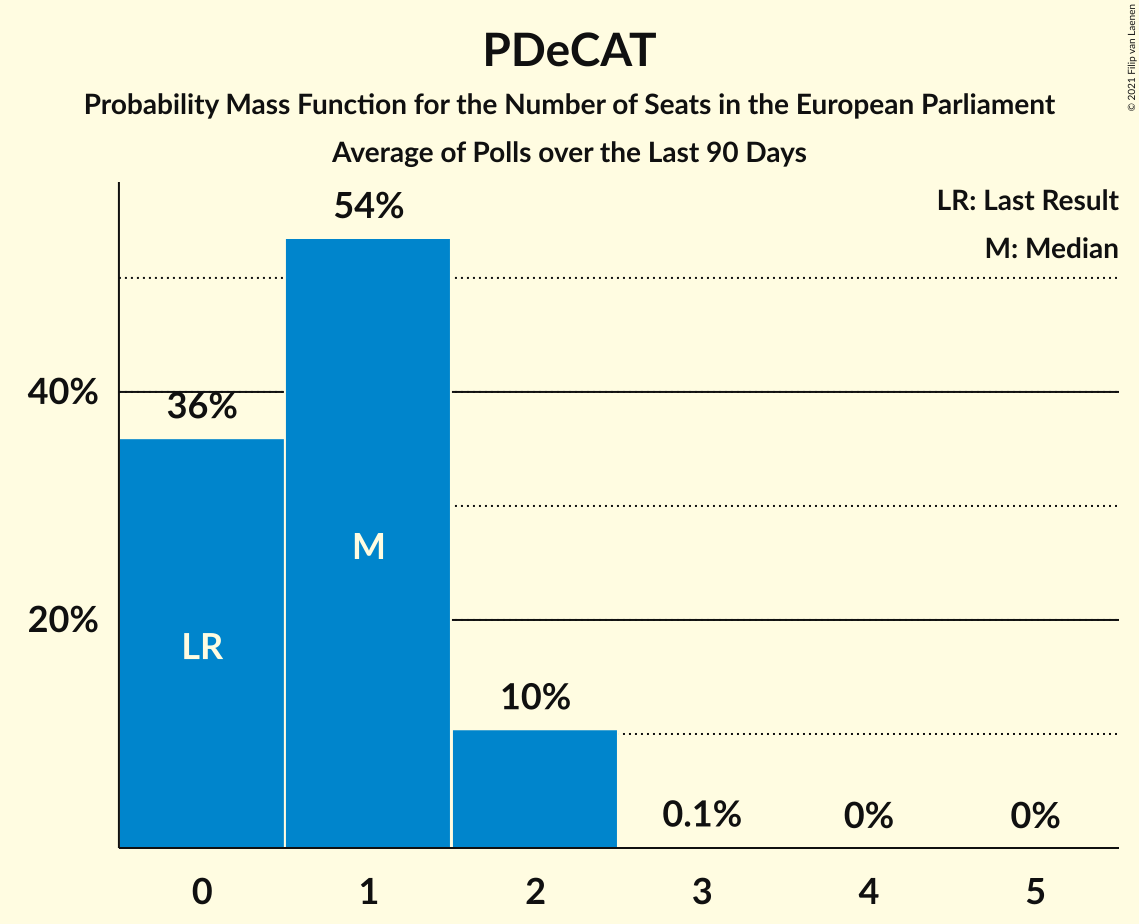 PDeCAT
Probability Mass Function for the Number of Seats in the European Parliament
Average of Polls over the Last 90 Days
© 2021 Filip van Laenen
LR: Last Result
M: Median
54%
40%
36%
M
20%
LR
10%
0.1%
0%
0%
0 1 2 3 4 5